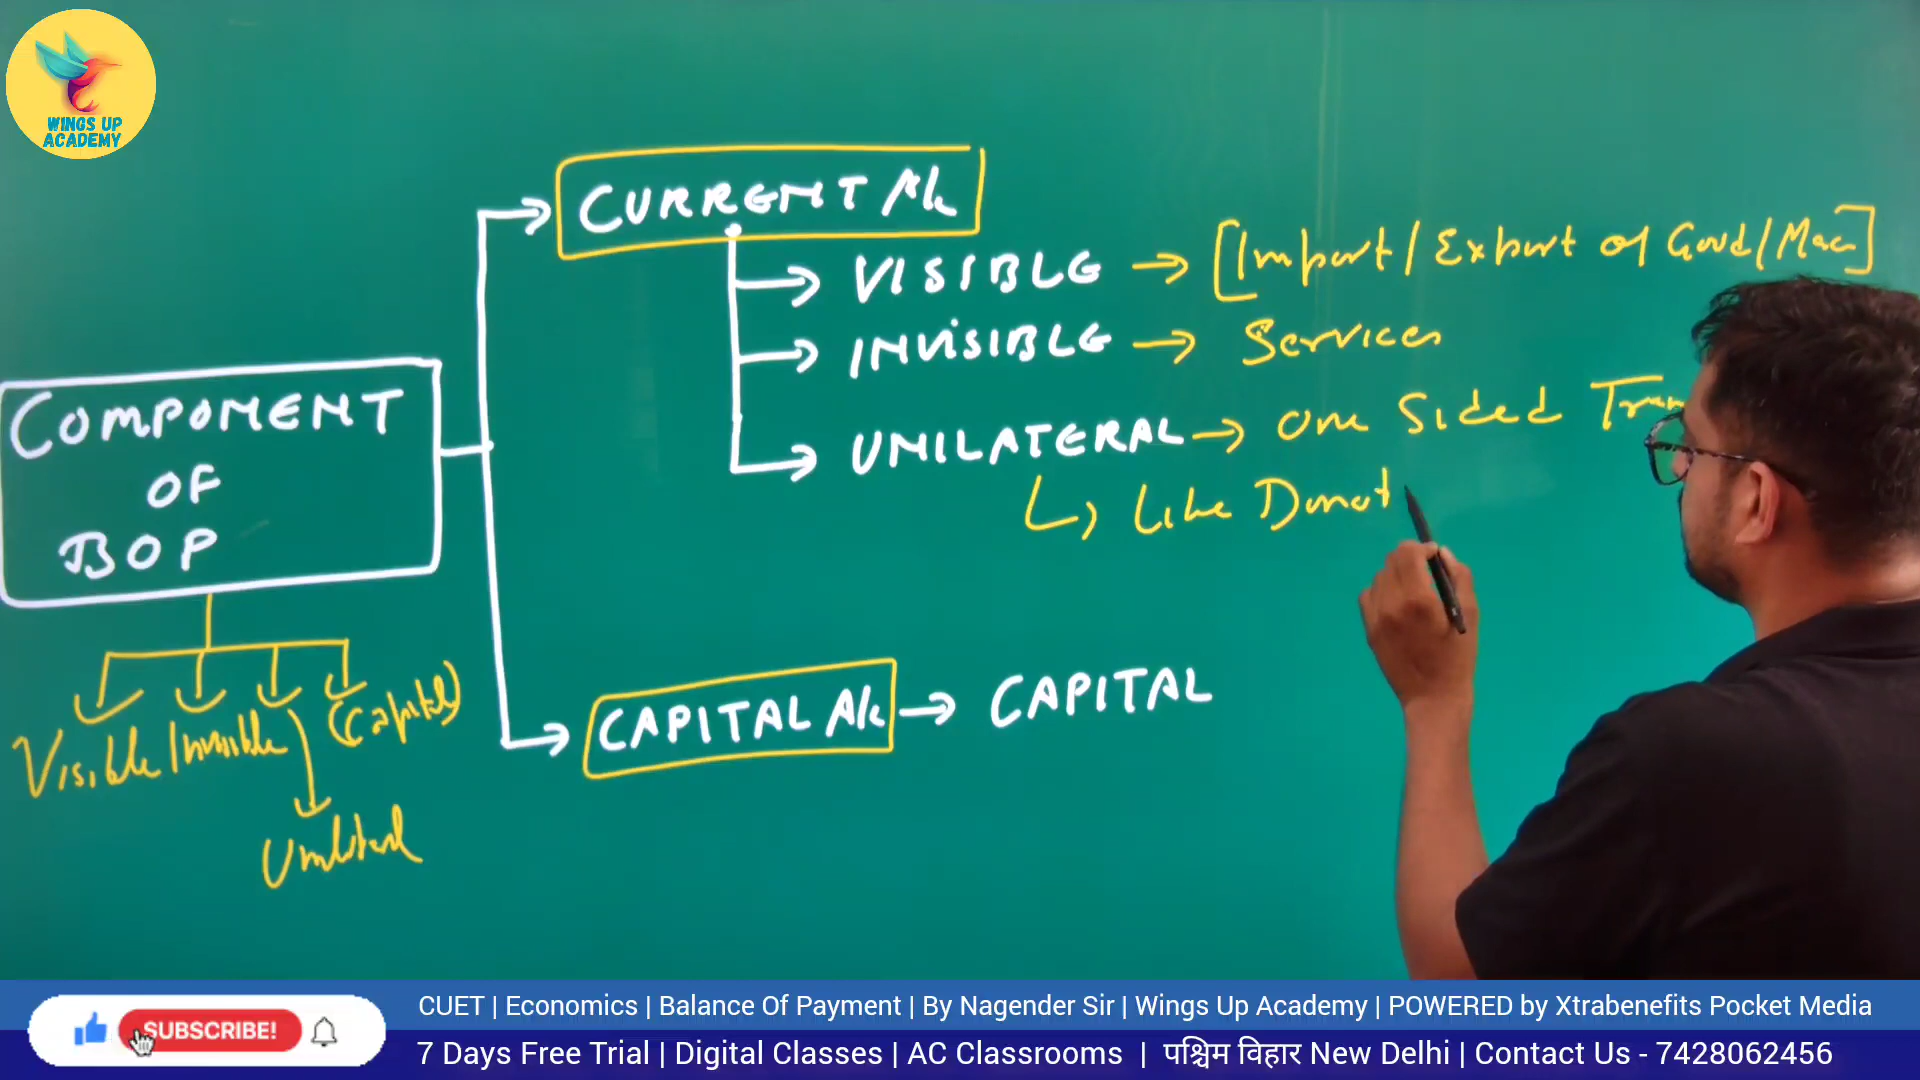 WINGS UP
ACADEMY
CURRENT A/c
VISIBLE → [Import/Export of Good/Mac]
INVISIBLE → Services
UNILATERAL → One Sided
Like Donat
COMPONENT
OF
BOP
Visible Invisible (Capital)
CAPITAL A/c → CAPITAL
SUBSCRIBE!
CUET | Economics | Balance Of Payment | By Nagender Sir | Wings Up Academy | POWERED by Xtrabenefits Pocket Media
7 Days Free Trial | Digital Classes | AC Classrooms | पश्चिम विहार New Delhi | Contact Us - 7428062456